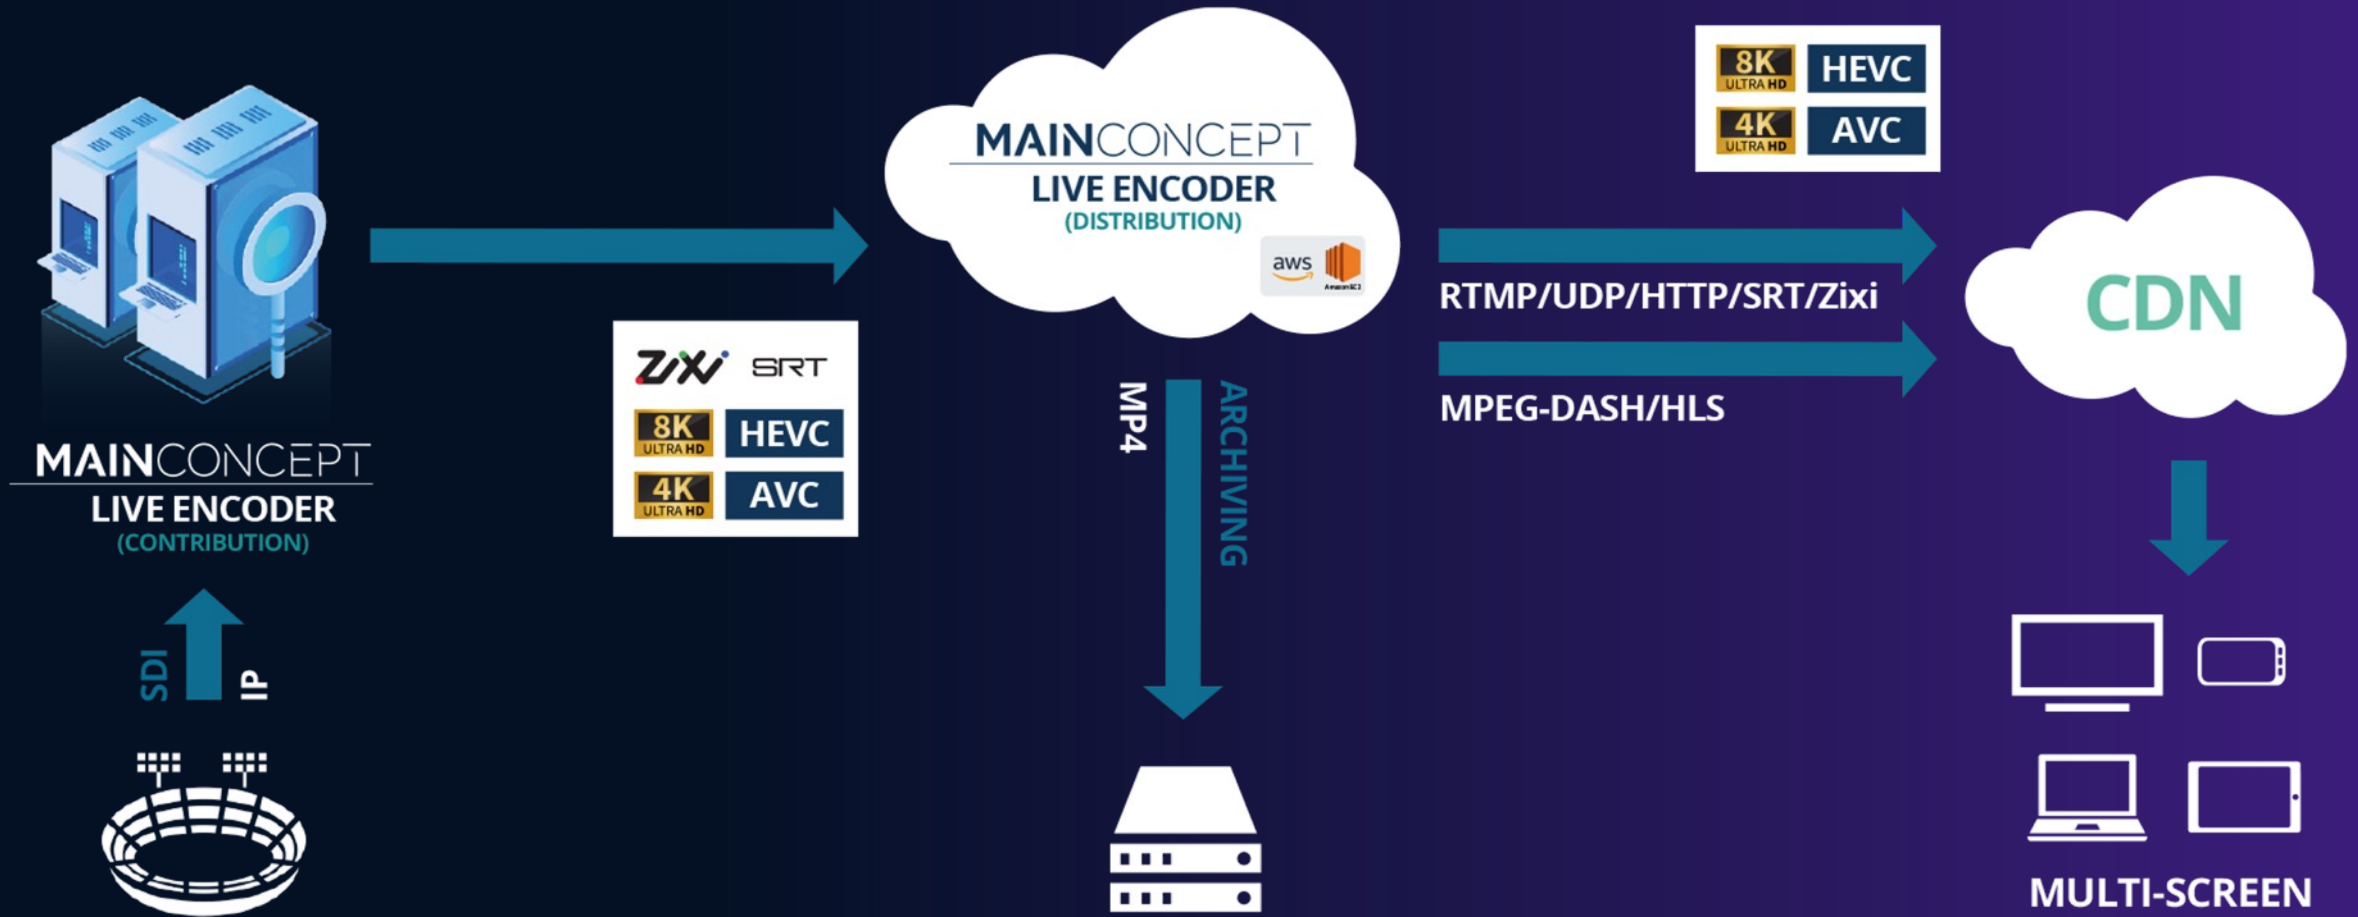 MAINCONCEPT
LIVE ENCODER
(CONTRIBUTION)
SDI
IP
ZiXi SRT
8K ULTRA HD HEVC
4K ULTRA HD AVC
MAINCONCEPT
LIVE ENCODER
(DISTRIBUTION)
aws
Amazon EC2
MP4
ARCHIVING
8K ULTRA HD HEVC
4K ULTRA HD AVC
RTMP/UDP/HTTP/SRT/Zixi
MPEG-DASH/HLS
CDN
MULTI-SCREEN